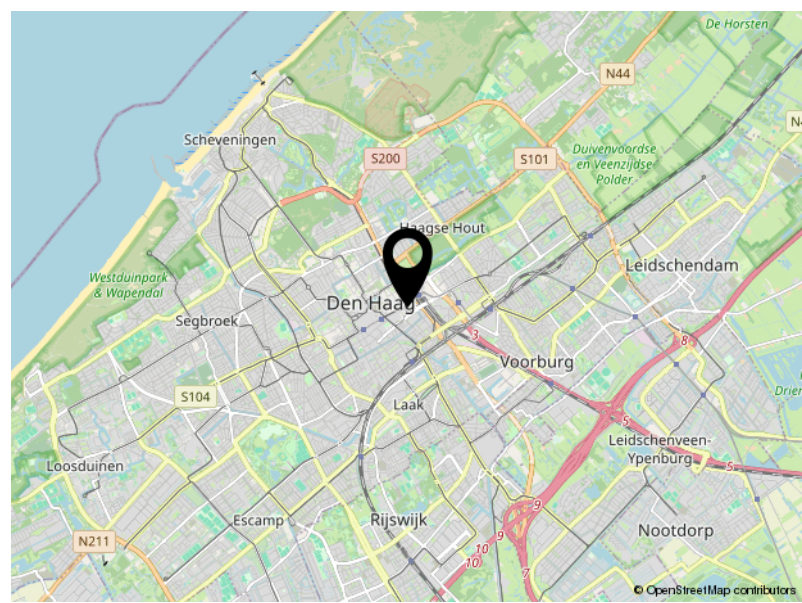 De Horsten
N44
N4
Scheveningen
S200
S101
Duivenvoordse
en Veenzijdse
Polder
Haagse Hout
Westduinpark
& Wapendal
Leidschendam
Den Haag
Segbroek
3
8
Voorburg
S104
Laak
5
Leidschenveen-
Ypenburg
Loosduinen
5
9
Escamp
Rijswijk
9
Nootdorp
N211
10
10
7
© OpenStreetMap contributors